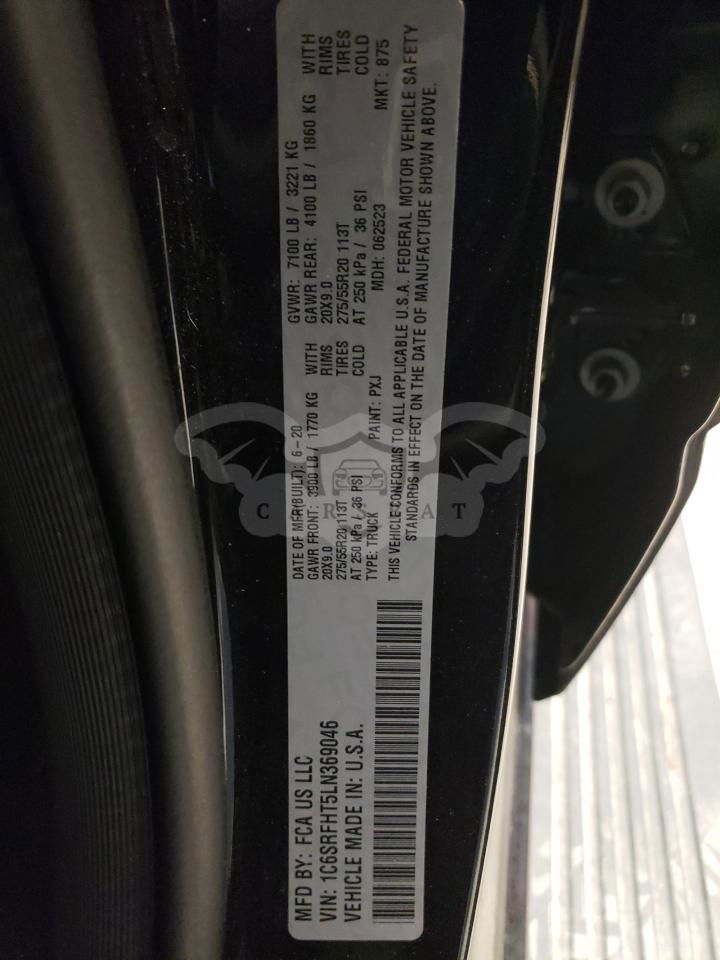 MFD BY: FCA US LLC
VIN: 1C6SRFHT5LN369046
VEHICLE MADE IN: U.S.A.
DATE OF MFR(BUILT): 6-20
GAWR FRONT: 3900 LB / 1770 KG WITH
20X9.0 RIMS
275/55R20 113T TIRES
AT 250 kPa / 36 PSI COLD
TYPE: TRUCK PAINT: PXJ
GVWR: 7100 LB / 3221 KG
GAWR REAR: 4100 LB / 1860 KG WITH
20X9.0 RIMS
275/55R20 113T TIRES
AT 250 kPa / 36 PSI COLD
MDH: 062523 MKT: 875
THIS VEHICLE CONFORMS TO ALL APPLICABLE U.S.A. FEDERAL MOTOR VEHICLE SAFETY
STANDARDS IN EFFECT ON THE DATE OF MANUFACTURE SHOWN ABOVE.